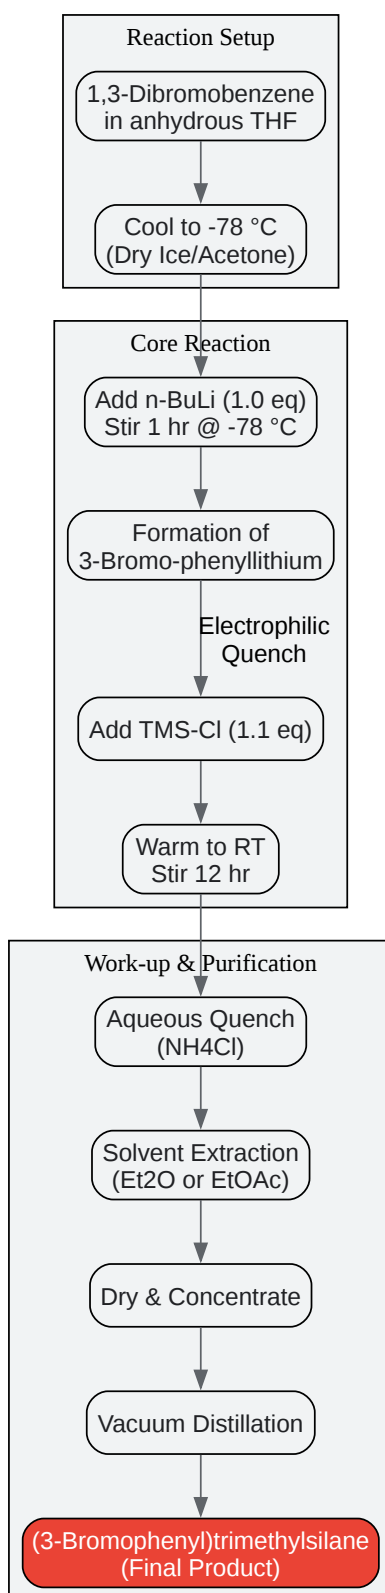 Reaction Setup
1,3-Dibromobenzene
in anhydrous THF
Cool to -78 °C
(Dry Ice/Acetone)
Core Reaction
Add n-BuLi (1.0 eq)
Stir 1 hr @ -78 °C
Formation of
3-Bromo-phenyllithium
Electrophilic
Quench
Add TMS-Cl (1.1 eq)
Warm to RT
Stir 12 hr
Work-up & Purification
Aqueous Quench
(NH4Cl)
Solvent Extraction
(Et2O or EtOAc)
Dry & Concentrate
Vacuum Distillation
(3-Bromophenyl)trimethylsilane
(Final Product)